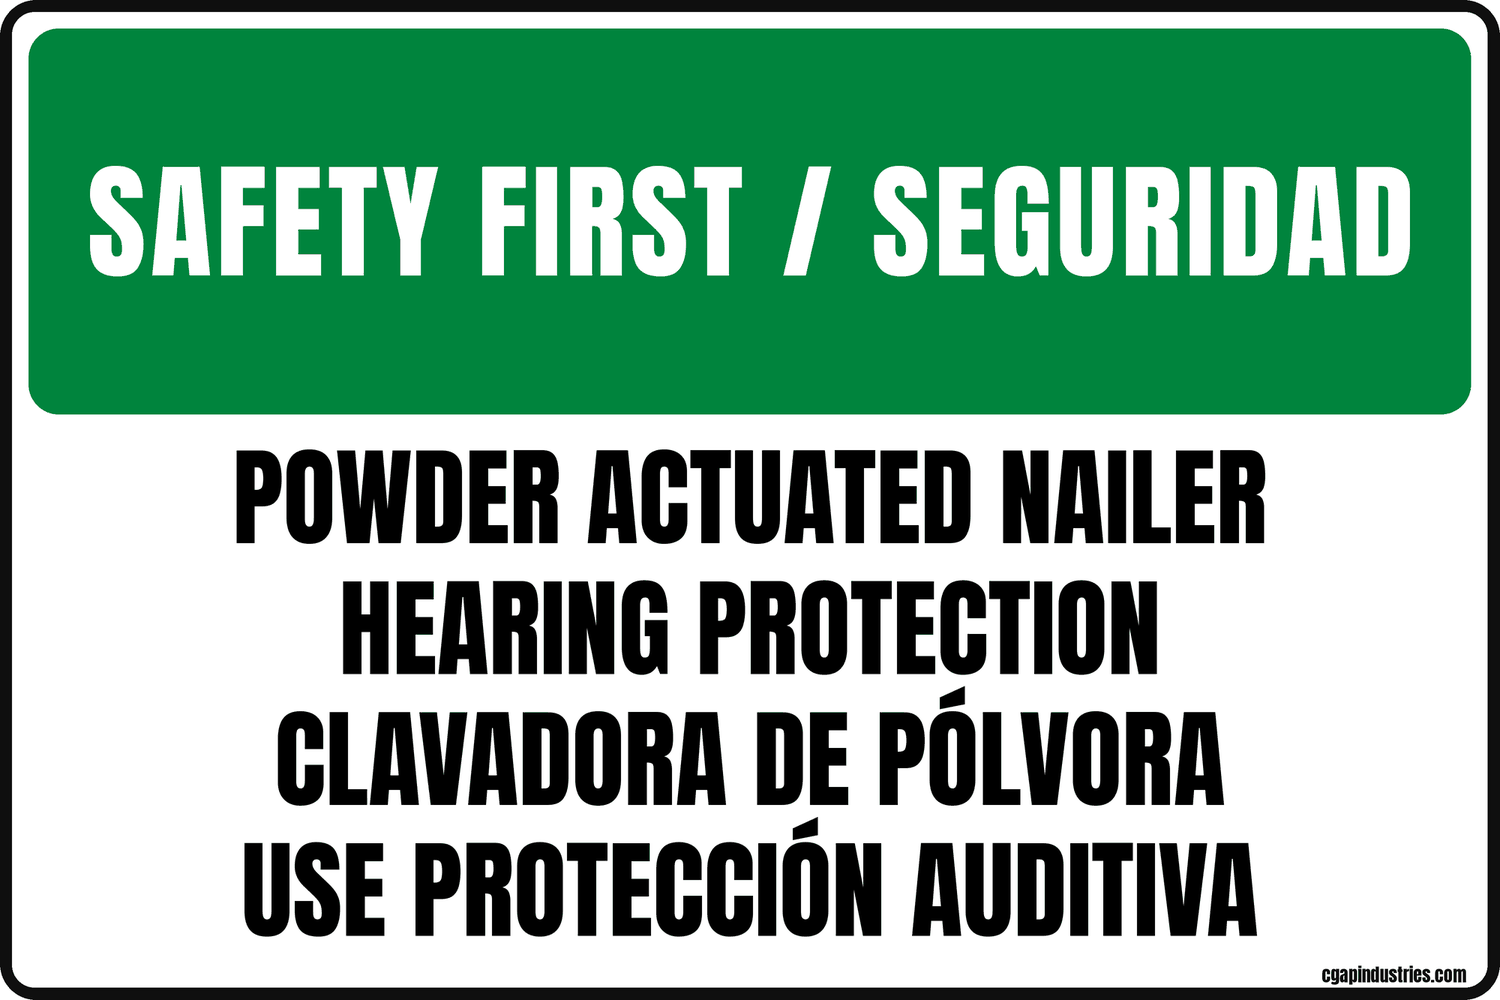 SAFETY FIRST / SEGURIDAD
POWDER ACTUATED NAILER
HEARING PROTECTION
CLAVADORA DE PÓLVORA
USE PROTECCIÓN AUDITIVA
cgapindustries.com